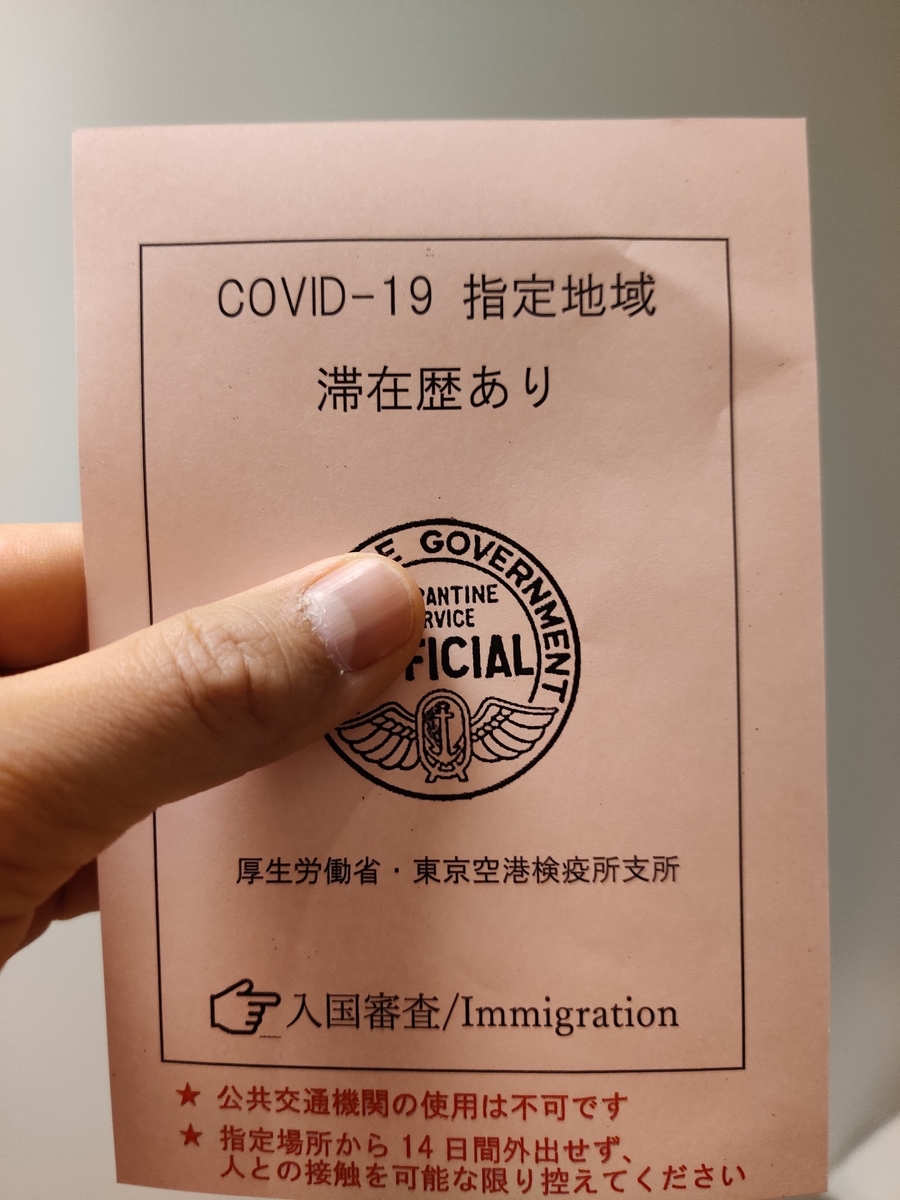 COVID-19 指定地域
滞在歴あり
GOVERNMENT
FICIAL
厚生労働省・東京空港検疫所支所
入国審査/Immigration
★ 公共交通機関の使用は不可です
★ 指定場所から 14 日間外出せず、
人との接触を可能な限り控えてください